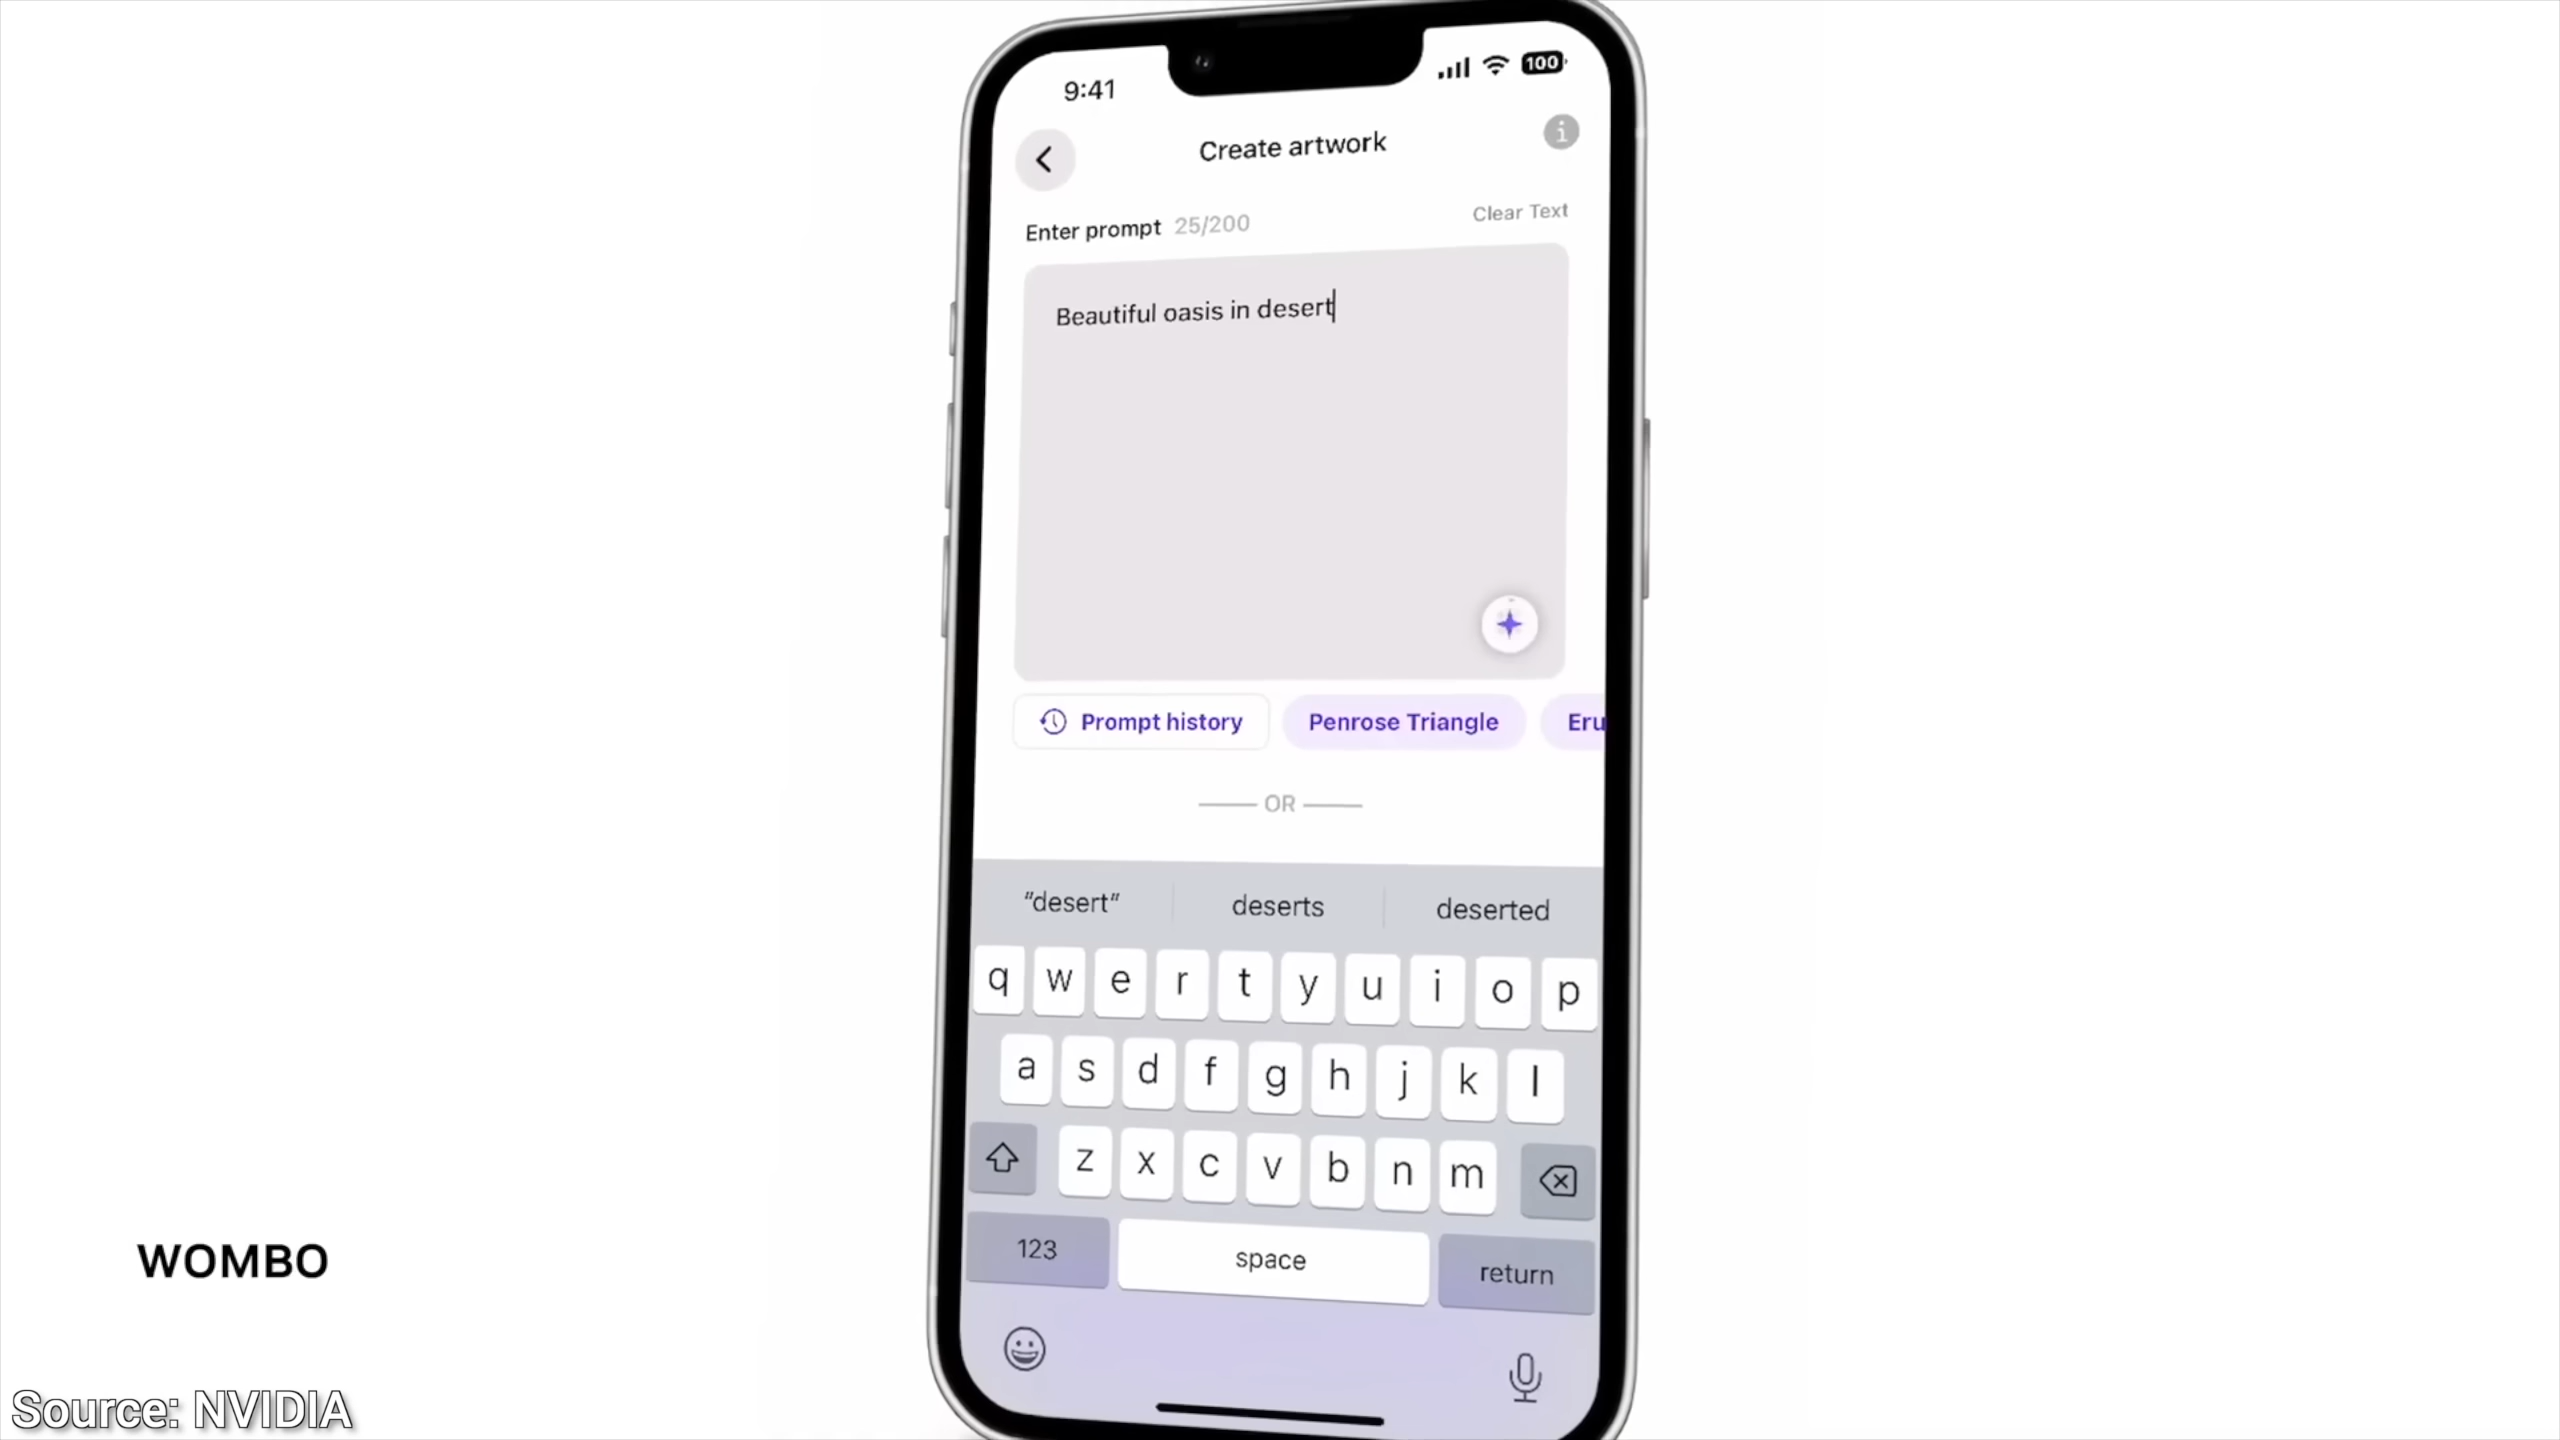 9:41
100
Create artwork
Enter prompt 25/200
Clear Text
Beautiful oasis in desert
Prompt history
Penrose Triangle
Eru
OR
"desert" deserts deserted
q w e r t y u i o p
a s d f g h j k l
z x c v b n m
123 space return
WOMBO
Source: NVIDIA